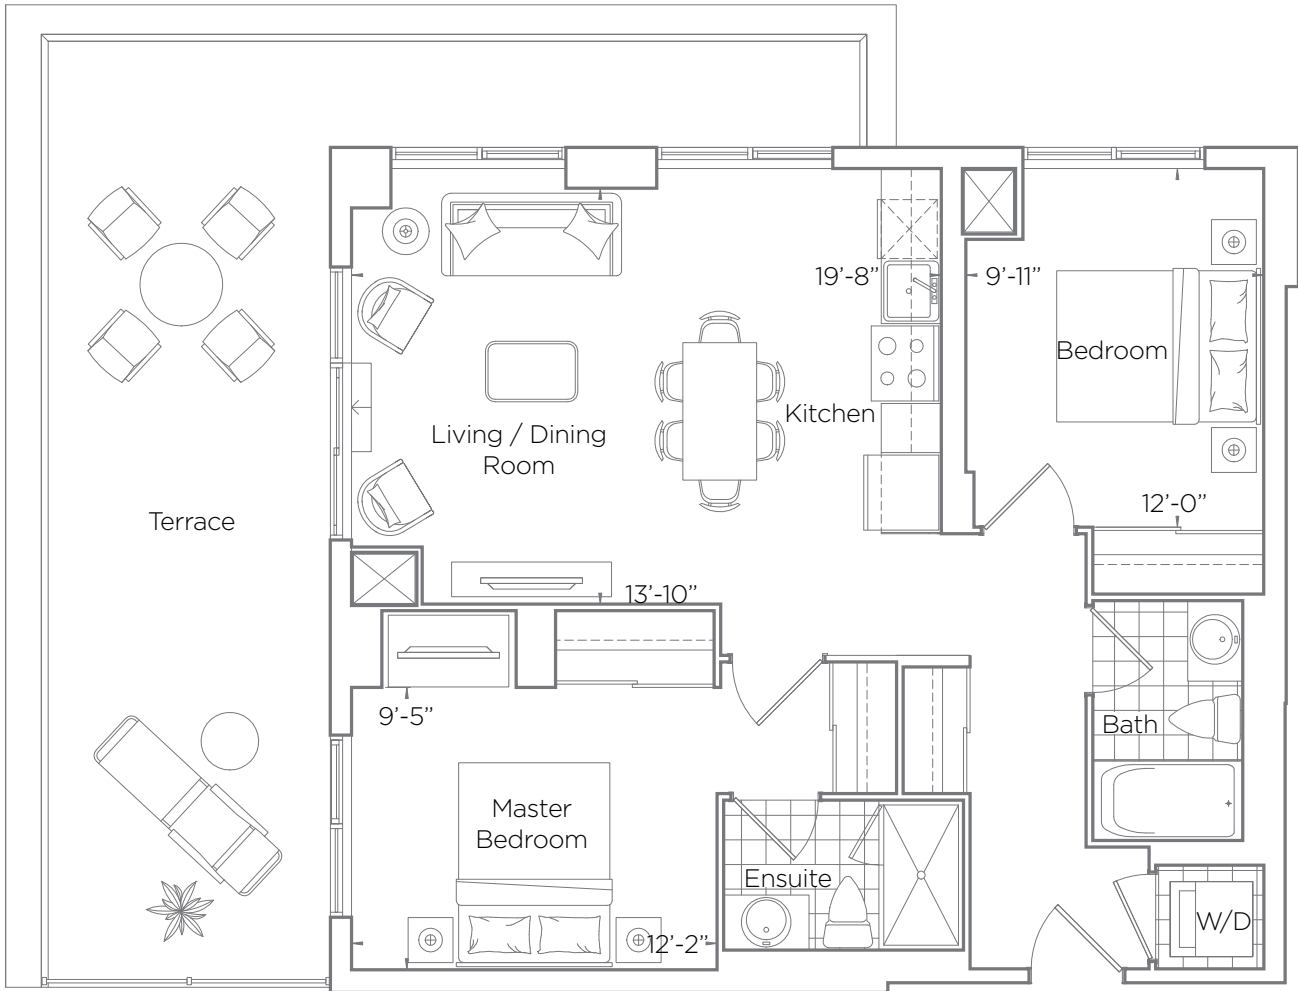 19’-8”
9’-11”
Bedroom
Kitchen
Living / Dining
Room
12’-0”
Terrace
13’-10”
9’-5”
Bath
Master
Bedroom
Ensuite
W/D
12’-2”